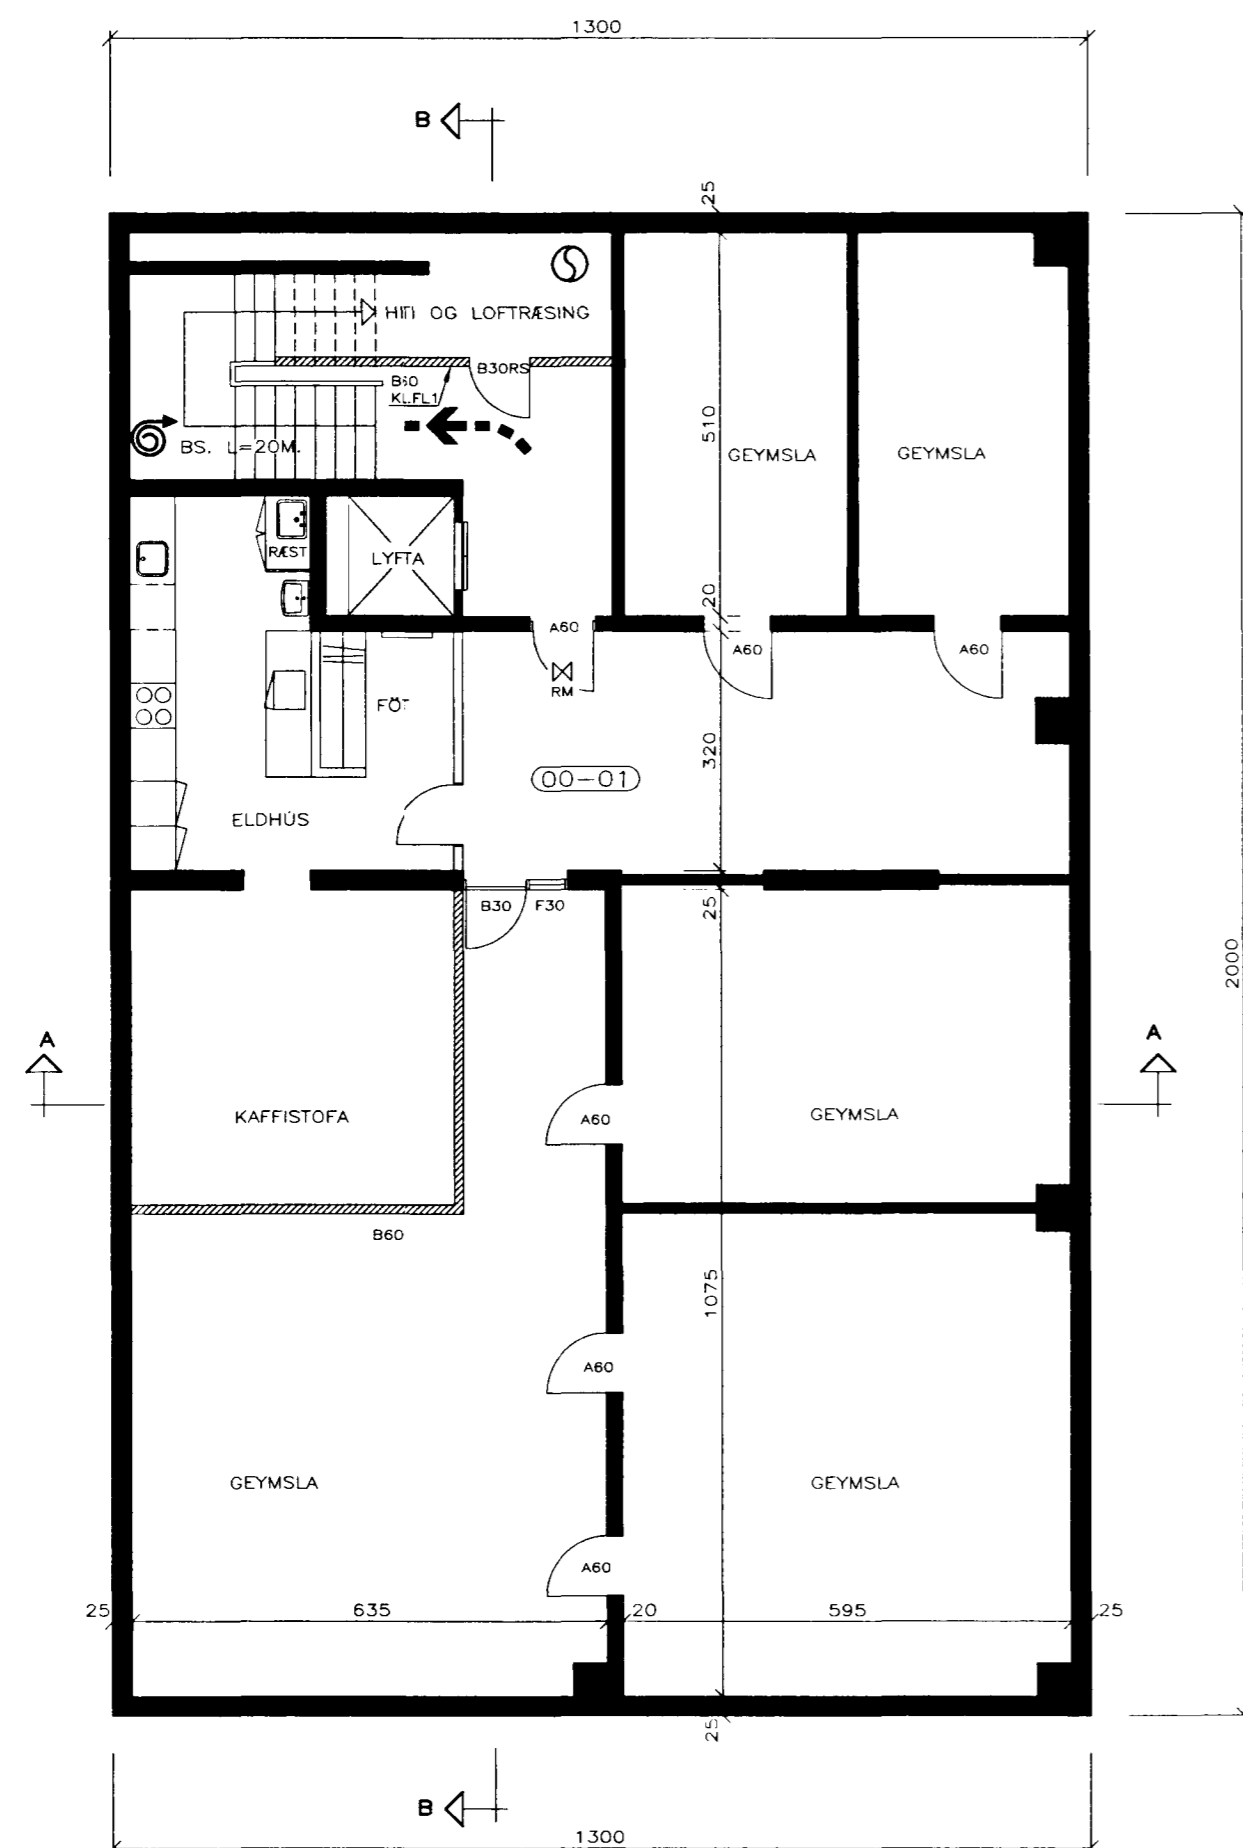 1300
B
25
HITI OG LOFTRÆSING
B30RS
B60
KL.FL1
BS. L=20M.
510
GEYMSLA
GEYMSLA
RÆST
LYFTA
20
A60
A60
A60
RM
FÖT
320
00-01
ELDHÚS
B30
F30
25
2000
A
A
KAFFISTOFA
A60
GEYMSLA
B60
1075
A60
GEYMSLA
GEYMSLA
A60
25
635
20
595
25
25
B
1300